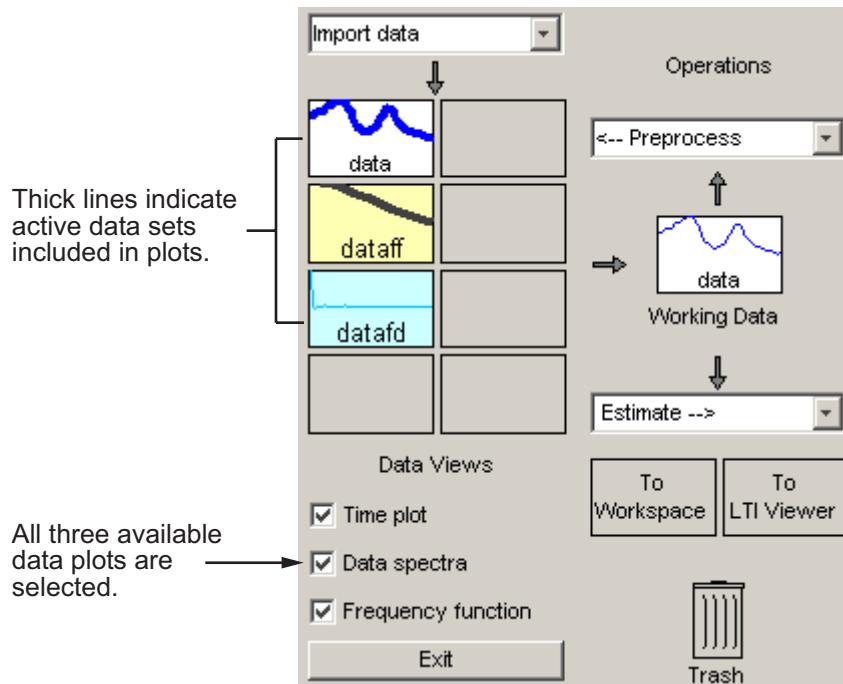 Import data
Operations
data
<-- Preprocess
Thick lines indicate
active data sets
included in plots.
dataff
data
Working Data
datafd
Estimate -->
Data Views
To
Workspace
To
LTI Viewer
Time plot
All three available
data plots are
selected.
Data spectra
Frequency function
Exit
Trash